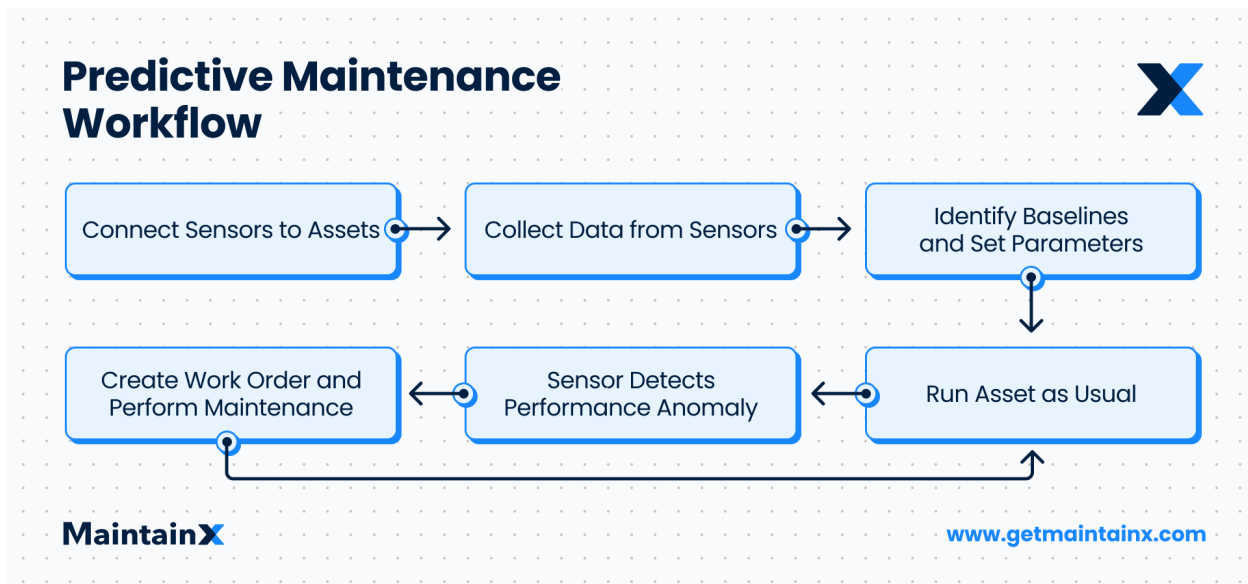 Predictive Maintenance
Workflow
Connect Sensors to Assets
Collect Data from Sensors
Identify Baselines
and Set Parameters
Create Work Order and
Perform Maintenance
Sensor Detects
Performance Anomaly
Run Asset as Usual
MaintainX
www.getmaintainx.com